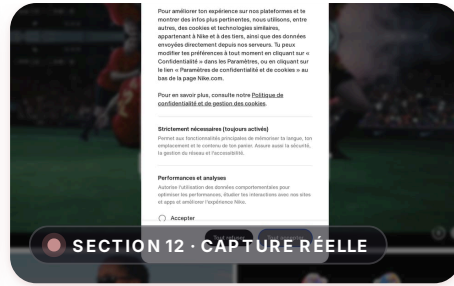 Pour améliorer ton expérience sur nos plateformes et te
montrer des infos plus pertinentes, nous utilisons, entre
autres, des cookies et technologies similaires,
appartenant à Nike et à des tiers, ainsi que des données
envoyées directement depuis nos serveurs. Tu peux
modifier tes préférences à tout moment en cliquant sur «
Confidentialité » dans les Paramètres, ou en cliquant sur
le lien « Paramètres de confidentialité et de cookies » au
bas de la page Nike.com.
Pour en savoir plus, consulte notre Politique de
confidentialité et de gestion des cookies.
Strictement nécessaires (toujours activés)
Permet aux fonctionnalités principales de mémoriser ta langue, ton
emplacement et le contenu de ton panier. Assure aussi la sécurité,
la gestion du réseau et l'accessibilité.
Performances et analyses
Autorise l'utilisation des données comportementales pour
optimiser tes performances, étudier tes interactions avec nos sites
et apps et améliorer l'expérience Nike.
Accepter
Tout refuser
Tout accepter
SECTION 12 · CAPTURE RÉELLE